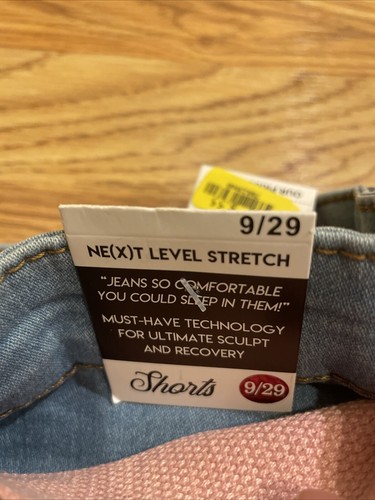 9/29
NE(X)T LEVEL STRETCH
“JEANS SO COMFORTABLE
YOU COULD SLEEP IN THEM!”
MUST-HAVE TECHNOLOGY
FOR ULTIMATE SCULPT
AND RECOVERY
Shorts
9/29